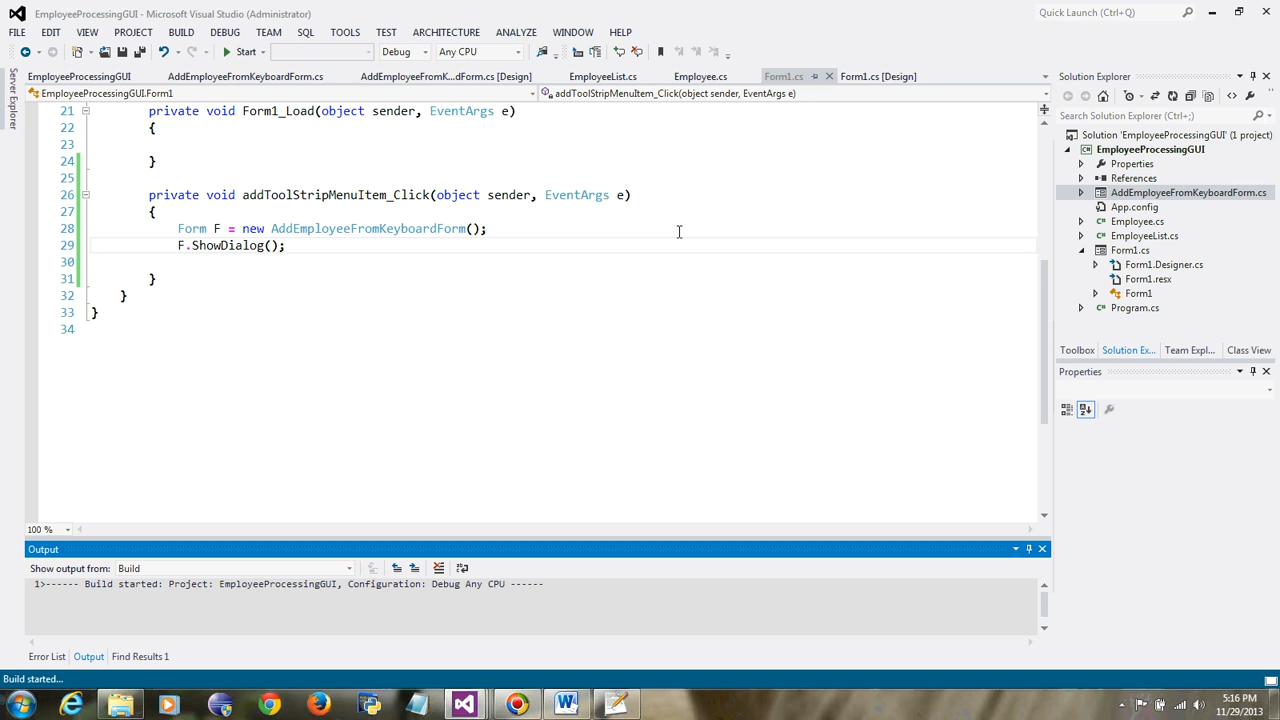 EmployeeProcessingGUI - Microsoft Visual Studio (Administrator)
Quick Launch (Ctrl+Q)
FILE EDIT VIEW PROJECT BUILD DEBUG TEAM SQL TOOLS TEST ARCHITECTURE ANALYZE WINDOW HELP
Start Debug Any CPU
Server Explorer
EmployeeProcessingGUI AddEmployeeFromKeyboardForm.cs AddEmployeeFromK...dForm.cs [Design] EmployeeList.cs Employee.cs Form1.cs Form1.cs [Design]
EmployeeProcessingGUI.Form1 addToolStripMenuItem_Click(object sender, EventArgs e)
21 private void Form1_Load(object sender, EventArgs e)
22 {
23
24 }
25
26 private void addToolStripMenuItem_Click(object sender, EventArgs e)
27 {
28 Form F = new AddEmployeeFromKeyboardForm();
29 F.ShowDialog();
30
31 }
32 }
33 }
34
100 %
Solution Explorer
Search Solution Explorer (Ctrl+;)
Solution 'EmployeeProcessingGUI' (1 project)
EmployeeProcessingGUI
Properties
References
AddEmployeeFromKeyboardForm.cs
App.config
Employee.cs
EmployeeList.cs
Form1.cs
Form1.Designer.cs
Form1.resx
Form1
Program.cs
Toolbox Solution Ex... Team Expl... Class View
Properties
Output
Show output from: Build
1>------ Build started: Project: EmployeeProcessingGUI, Configuration: Debug Any CPU ------
Error List Output Find Results 1
Build started...
5:16 PM
11/29/2013